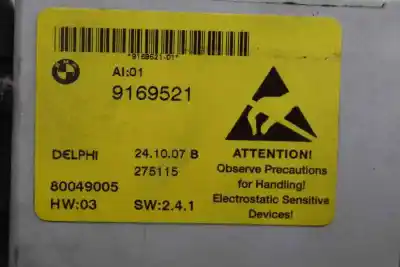 *9169521-01*
BMW
AI:01
9169521
DELPHI 24.10.07 B
275115
80049005
HW:03 SW:2.4.1
ATTENTION!
Observe Precautions
for Handling!
Electrostatic Sensitive
Devices!